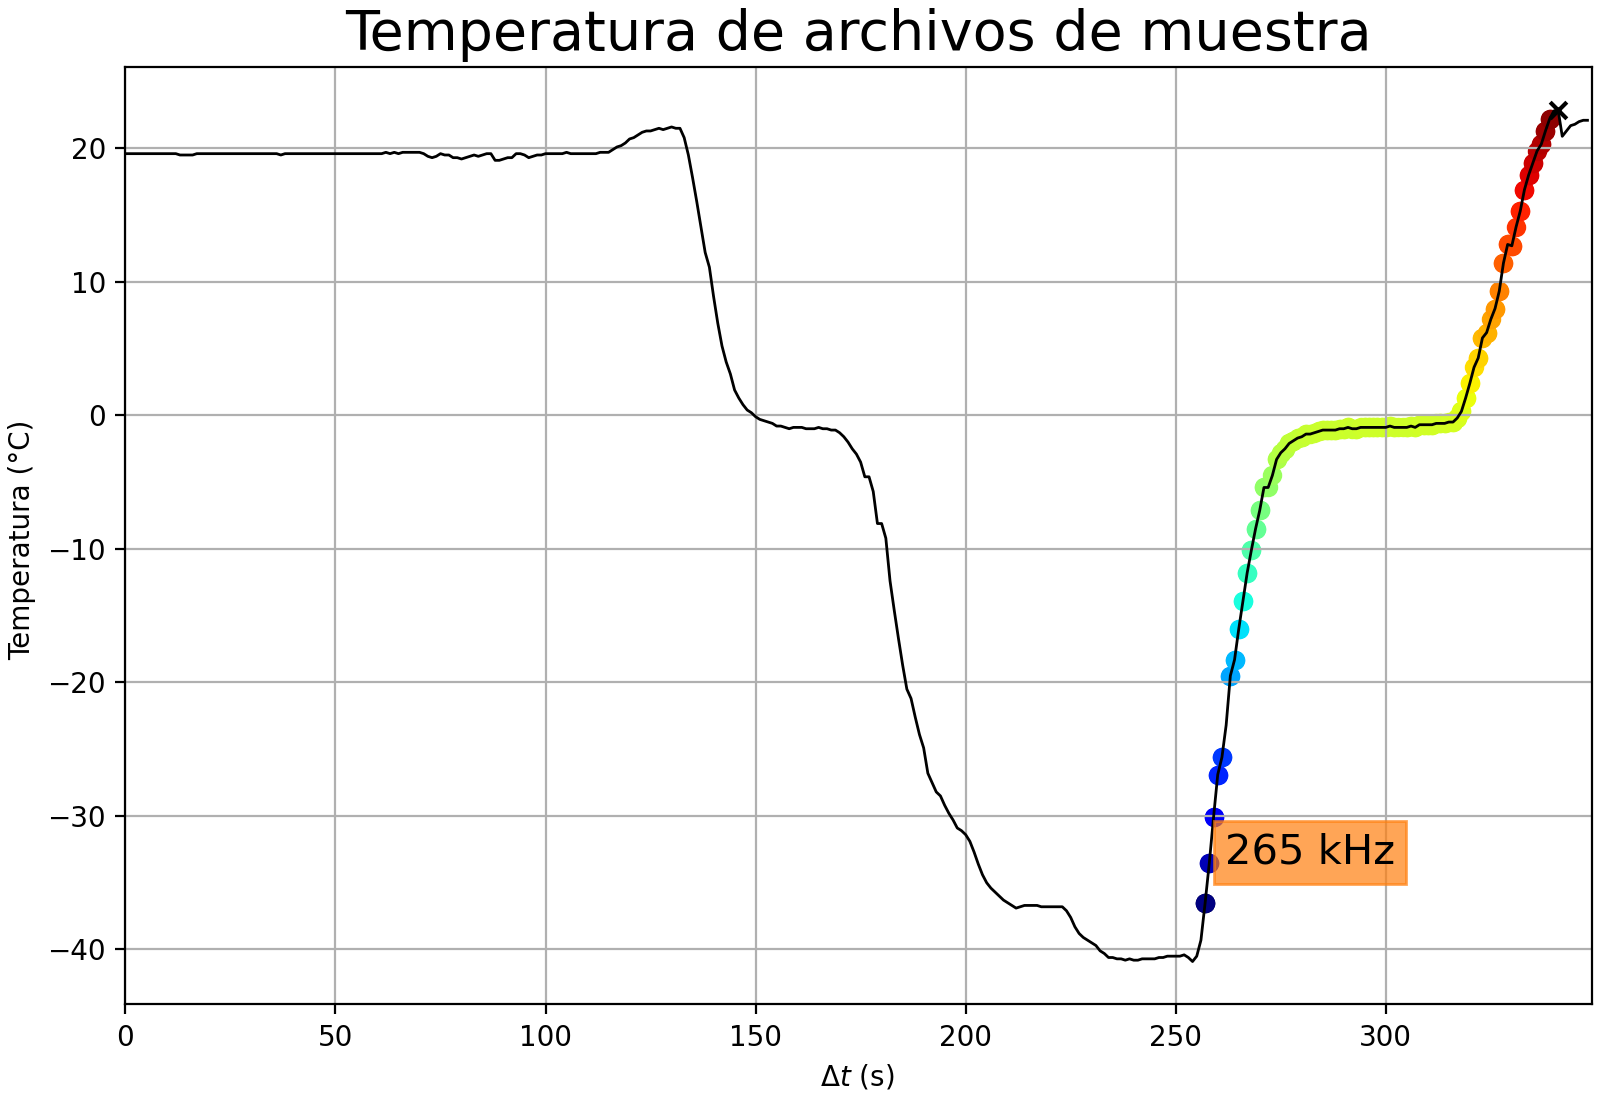 Temperatura de archivos de muestra
Temperatura (°C)
20
10
0
−10
−20
−30
−40
265 kHz
0 50 100 150 200 250 300
Δt (s)